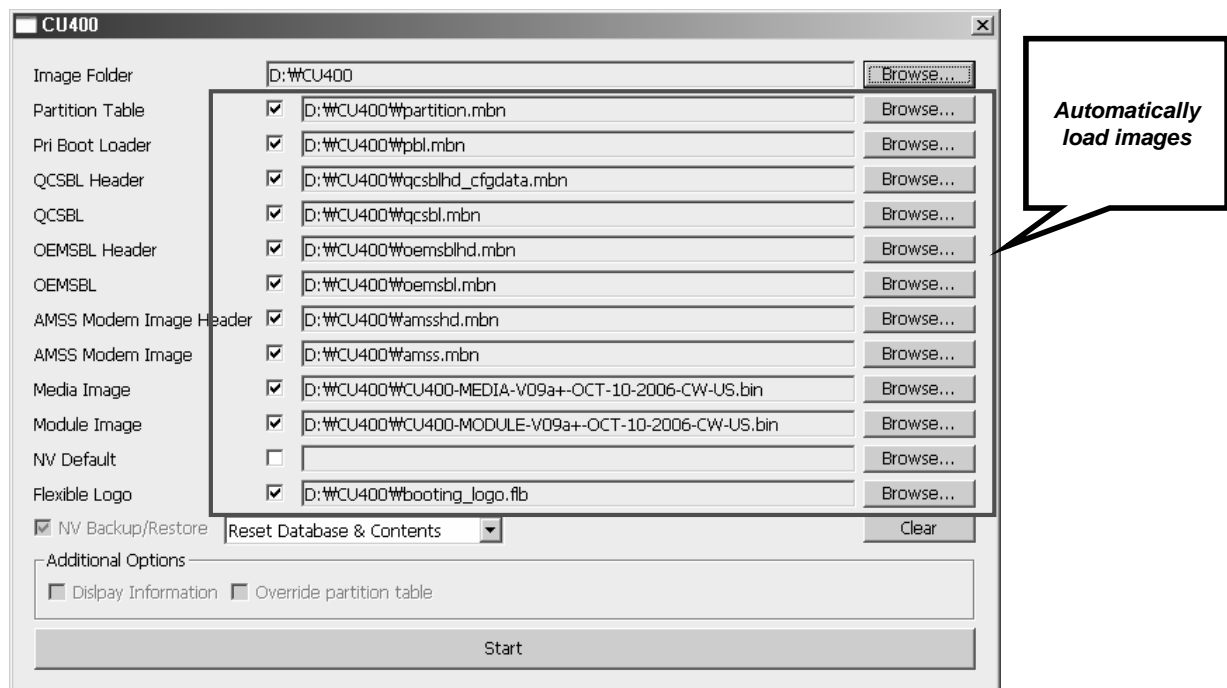 CU400
Image Folder D:₩CU400 Browse...
Partition Table D:₩CU400₩partition.mbn Browse...
Pri Boot Loader D:₩CU400₩pbl.mbn Browse...
QCSBL Header D:₩CU400₩qcsblhd_cfgdata.mbn Browse...
QCSBL D:₩CU400₩qcsbl.mbn Browse...
OEMSBL Header D:₩CU400₩oemsblhd.mbn Browse...
OEMSBL D:₩CU400₩oemsbl.mbn Browse...
AMSS Modem Image Header D:₩CU400₩amsshd.mbn Browse...
AMSS Modem Image D:₩CU400₩amss.mbn Browse...
Media Image D:₩CU400₩CU400-MEDIA-V09a+-OCT-10-2006-CW-US.bin Browse...
Module Image D:₩CU400₩CU400-MODULE-V09a+-OCT-10-2006-CW-US.bin Browse...
NV Default Browse...
Flexible Logo D:₩CU400₩booting_logo.flb Browse...
NV Backup/Restore Reset Database & Contents Clear
Additional Options
Dislpay Information Override partition table
Start
Automatically
load images